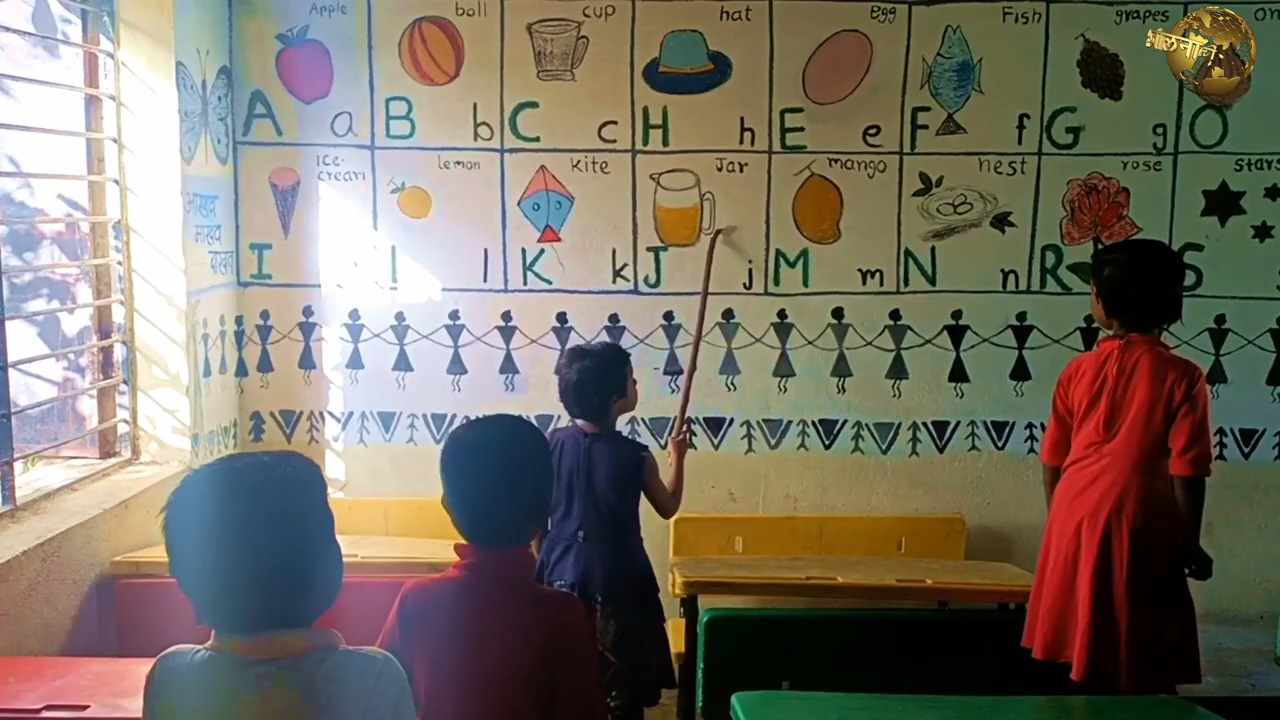 Apple
A a
ball
B b
cup
C c
hat
H h
egg
E e
Fish
F f
grapes
G g
O
ice-
cream
I
lemon
l l
kite
K k
Jar
J j
mango
M m
nest
N n
rose
R
stars
S